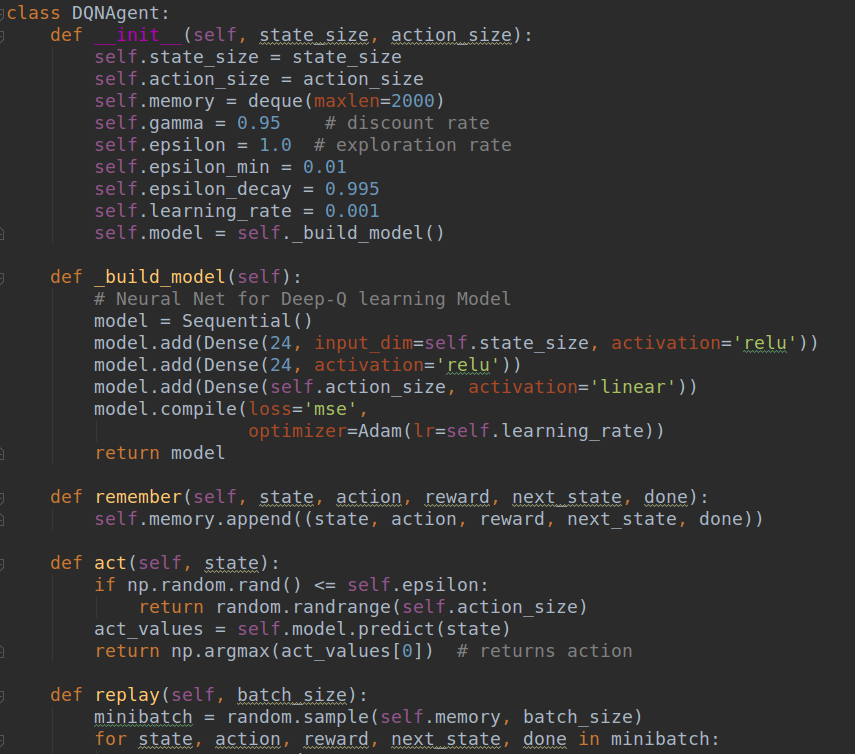 class DQNAgent:
    def __init__(self, state_size, action_size):
        self.state_size = state_size
        self.action_size = action_size
        self.memory = deque(maxlen=2000)
        self.gamma = 0.95    # discount rate
        self.epsilon = 1.0  # exploration rate
        self.epsilon_min = 0.01
        self.epsilon_decay = 0.995
        self.learning_rate = 0.001
        self.model = self._build_model()

    def _build_model(self):
        # Neural Net for Deep-Q learning Model
        model = Sequential()
        model.add(Dense(24, input_dim=self.state_size, activation='relu'))
        model.add(Dense(24, activation='relu'))
        model.add(Dense(self.action_size, activation='linear'))
        model.compile(loss='mse',
                      optimizer=Adam(lr=self.learning_rate))
        return model

    def remember(self, state, action, reward, next_state, done):
        self.memory.append((state, action, reward, next_state, done))

    def act(self, state):
        if np.random.rand() <= self.epsilon:
            return random.randrange(self.action_size)
        act_values = self.model.predict(state)
        return np.argmax(act_values[0])  # returns action

    def replay(self, batch_size):
        minibatch = random.sample(self.memory, batch_size)
        for state, action, reward, next_state, done in minibatch: